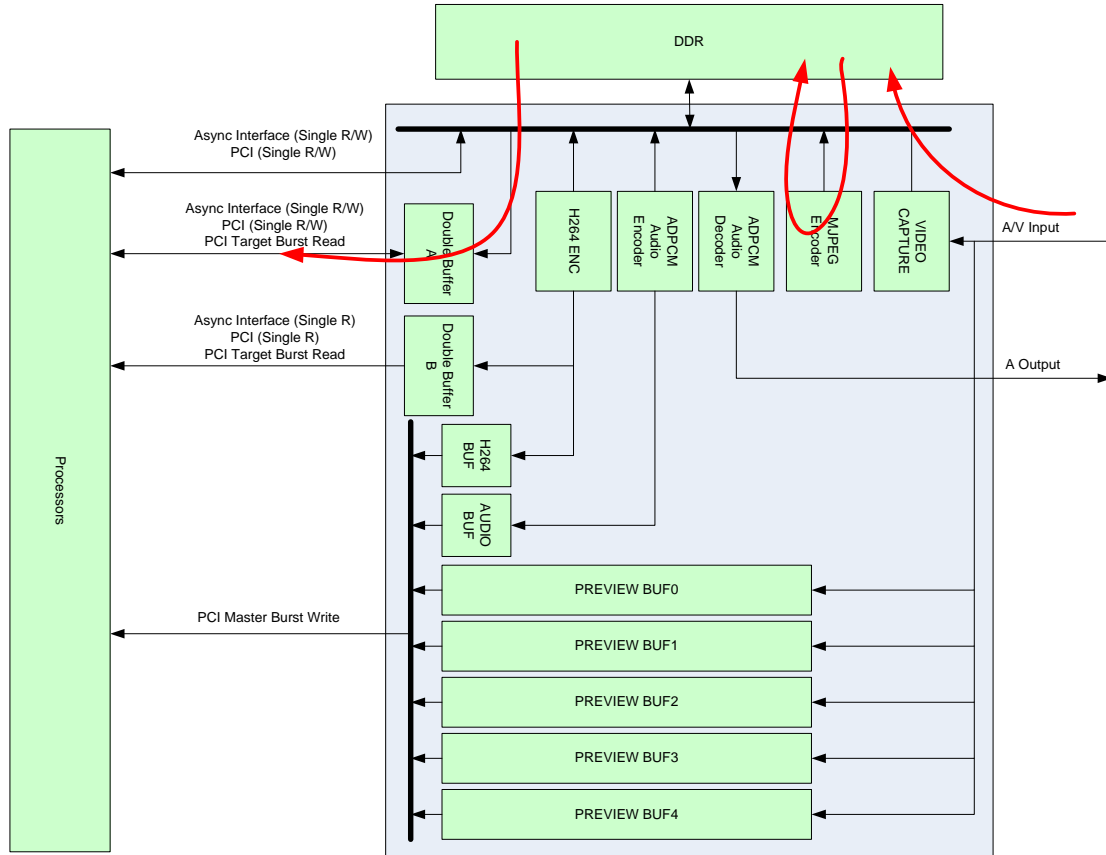 DDR
Async Interface (Single R/W)
PCI (Single R/W)
Async Interface (Single R/W)
PCI (Single R/W)
PCI Target Burst Read
Double Buffer
A
H264 ENC
ADPCM
Audio
Encoder
ADPCM
Audio
Decoder
MJPEG
Encoder
VIDEO
CAPTURE
A/V Input
Async Interface (Single R)
PCI (Single R)
PCI Target Burst Read
Double Buffer
B
A Output
H264
BUF
AUDIO
BUF
Processors
PREVIEW BUF0
PCI Master Burst Write
PREVIEW BUF1
PREVIEW BUF2
PREVIEW BUF3
PREVIEW BUF4